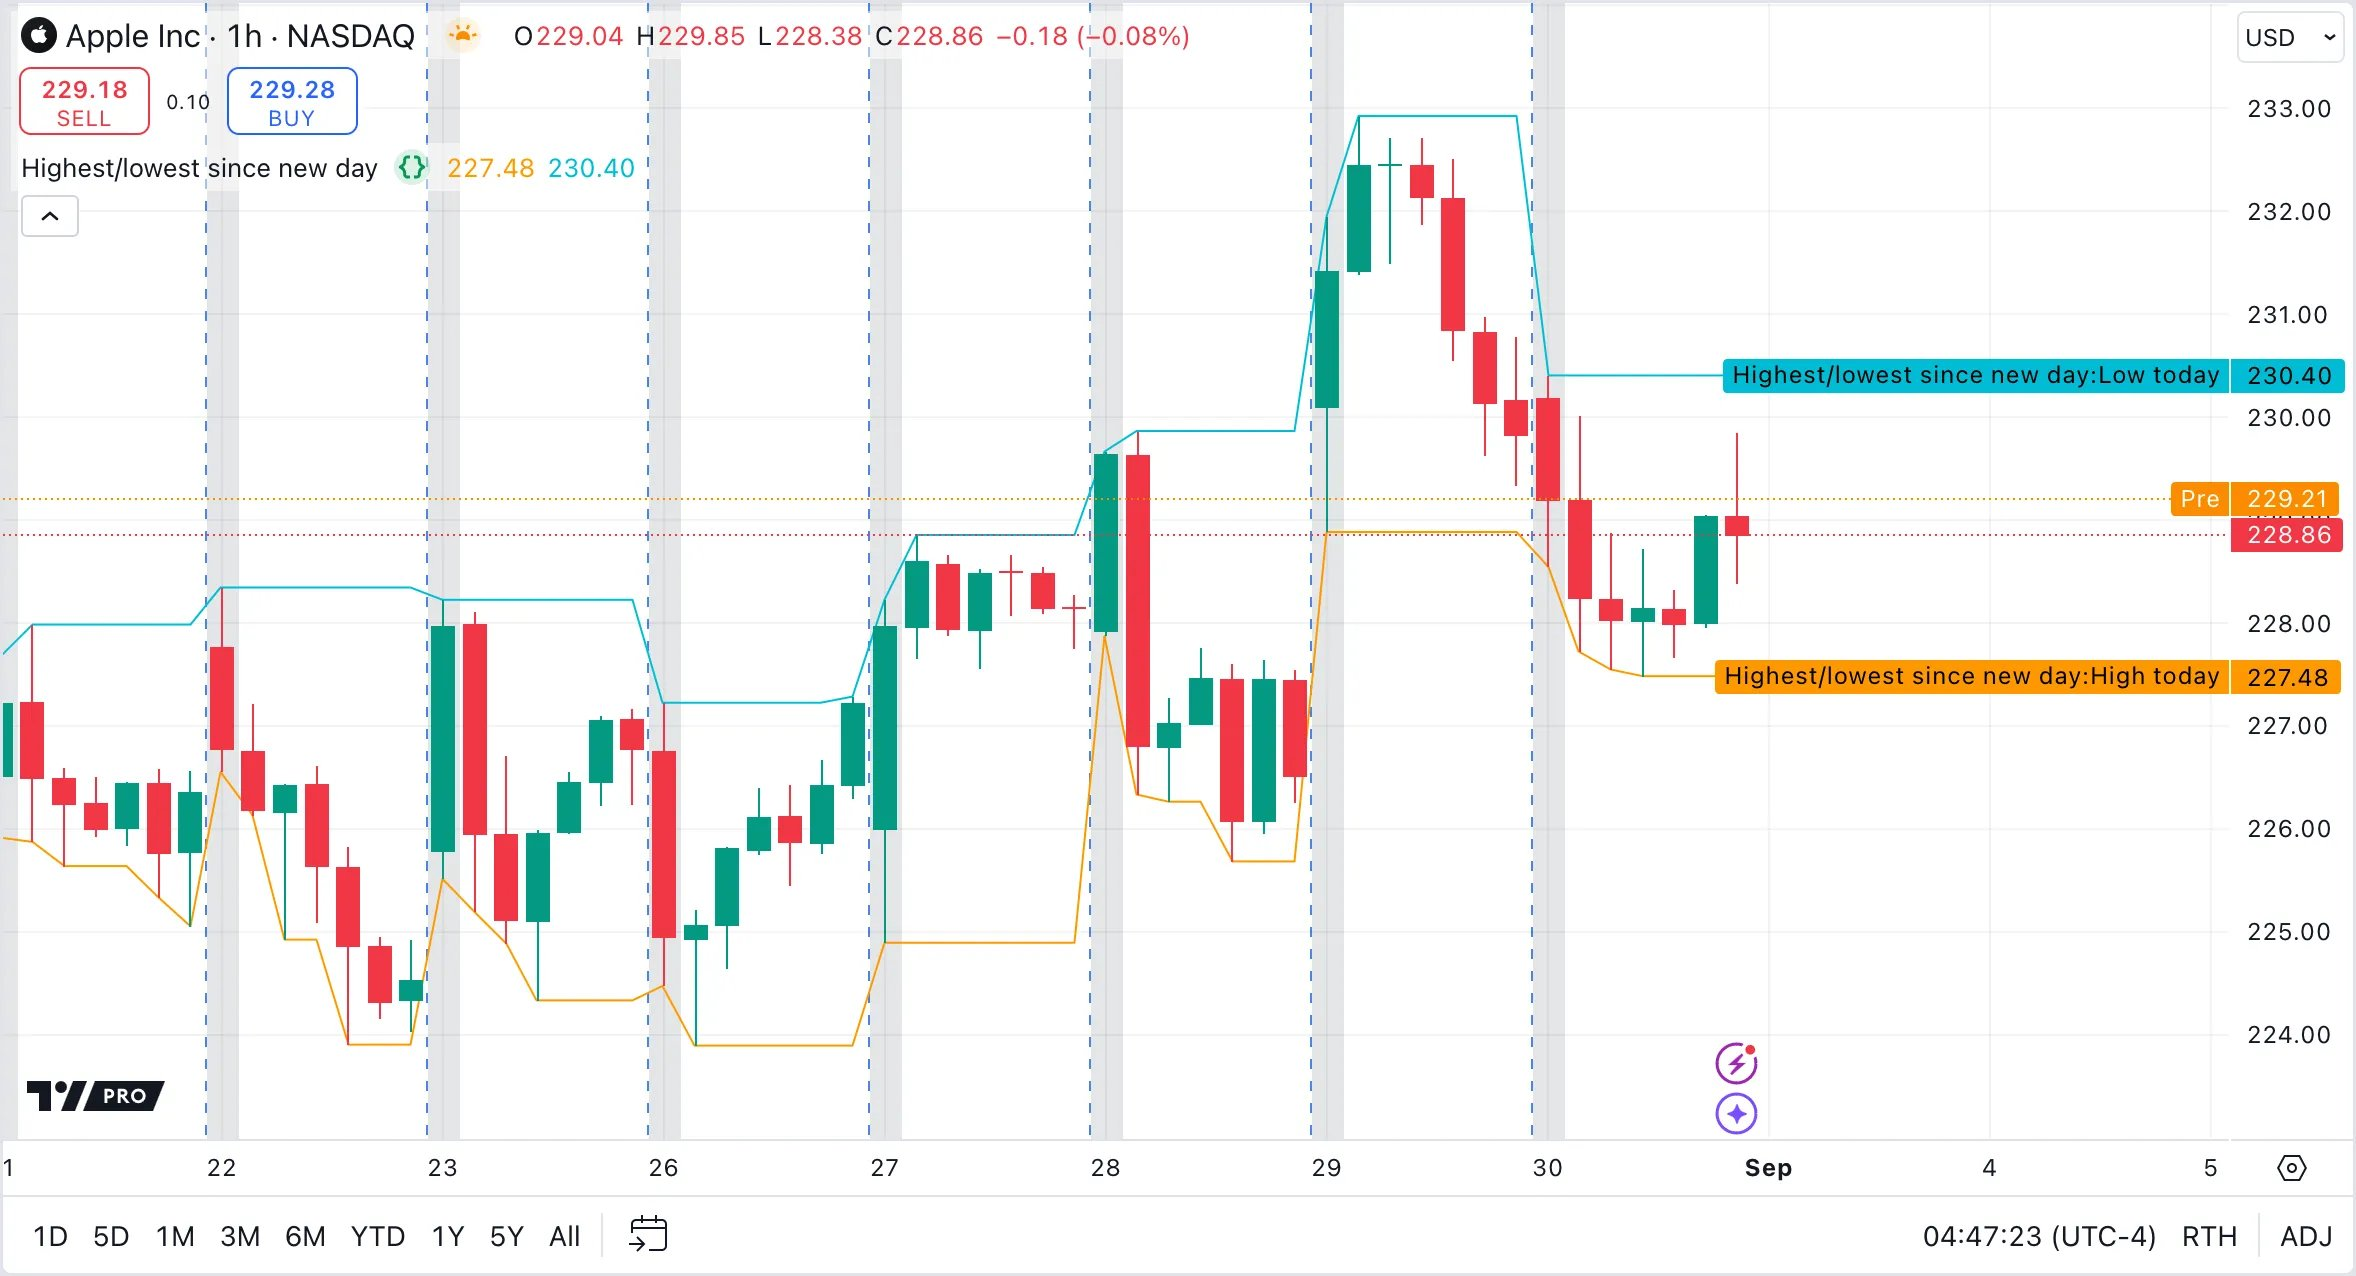 Apple Inc · 1h · NASDAQ O229.04 H229.85 L228.38 C228.86 −0.18 (−0.08%)
USD
229.18
SELL
0.10
229.28
BUY
Highest/lowest since new day {} 227.48 230.40
233.00
232.00
231.00
Highest/lowest since new day:Low today 230.40
230.00
Pre 229.21
228.86
228.00
Highest/lowest since new day:High today 227.48
227.00
226.00
225.00
224.00
PRO
1 22 23 26 27 28 29 30 Sep 4 5
1D 5D 1M 3M 6M YTD 1Y 5Y All 04:47:23 (UTC-4) RTH ADJ